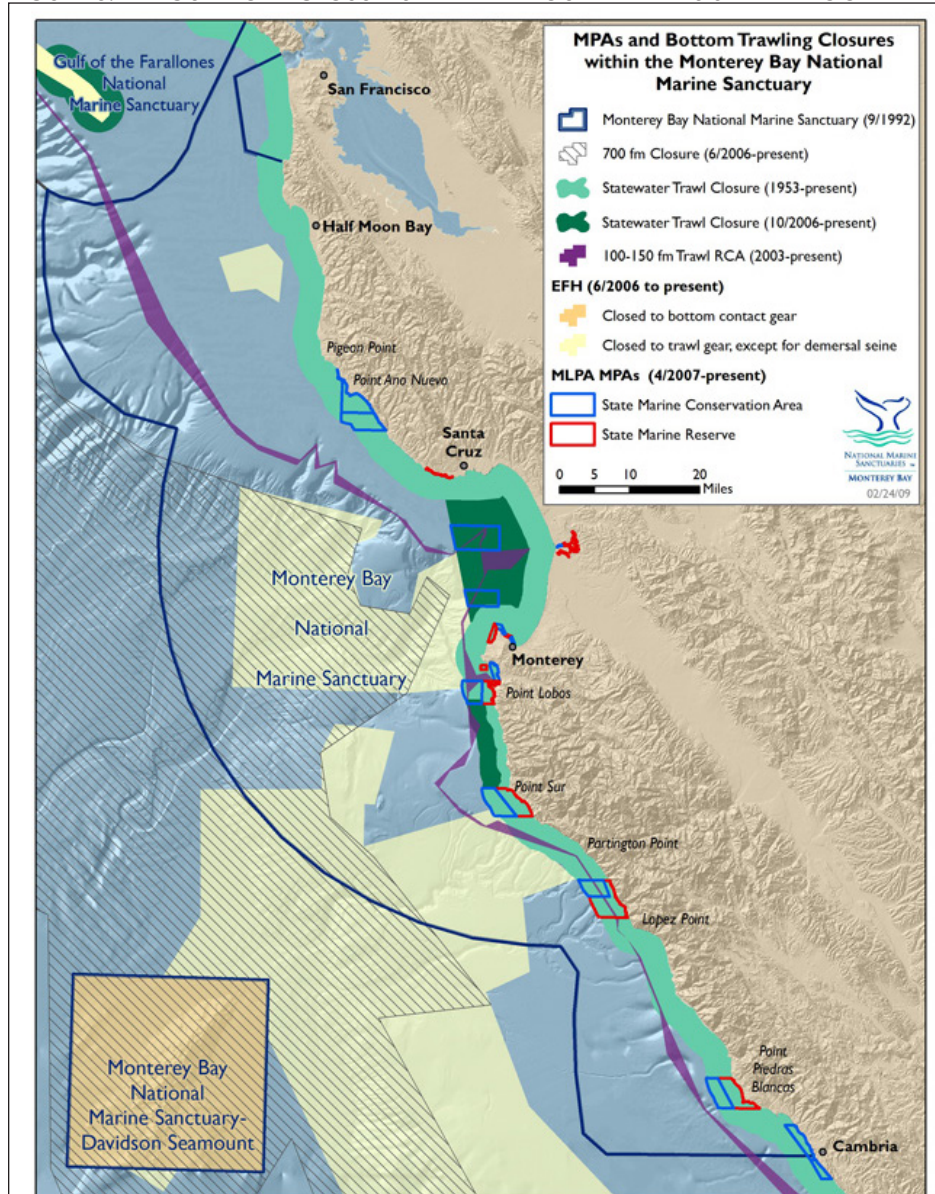 Gulf of the Farallones
National
Marine Sanctuary
San Francisco
Half Moon Bay
Pigeon Point
Point Ano Nuevo
Santa
Cruz
Monterey Bay
National
Marine Sanctuary
Monterey
Point Lobos
Point Sur
Partington Point
Lopez Point
Point
Piedras
Blancas
Cambria
Monterey Bay
National
Marine Sanctuary-
Davidson Seamount
MPAs and Bottom Trawling Closures
within the Monterey Bay National
Marine Sanctuary
Monterey Bay National Marine Sanctuary (9/1992)
700 fm Closure (6/2006-present)
Statewater Trawl Closure (1953-present)
Statewater Trawl Closure (10/2006-present)
100-150 fm Trawl RCA (2003-present)
EFH (6/2006 to present)
Closed to bottom contact gear
Closed to trawl gear, except for demersal seine
MLPA MPAs (4/2007-present)
State Marine Conservation Area
State Marine Reserve
0 5 10 20
Miles
NATIONAL MARINE
SANCTUARIES
MONTEREY BAY
02/24/09